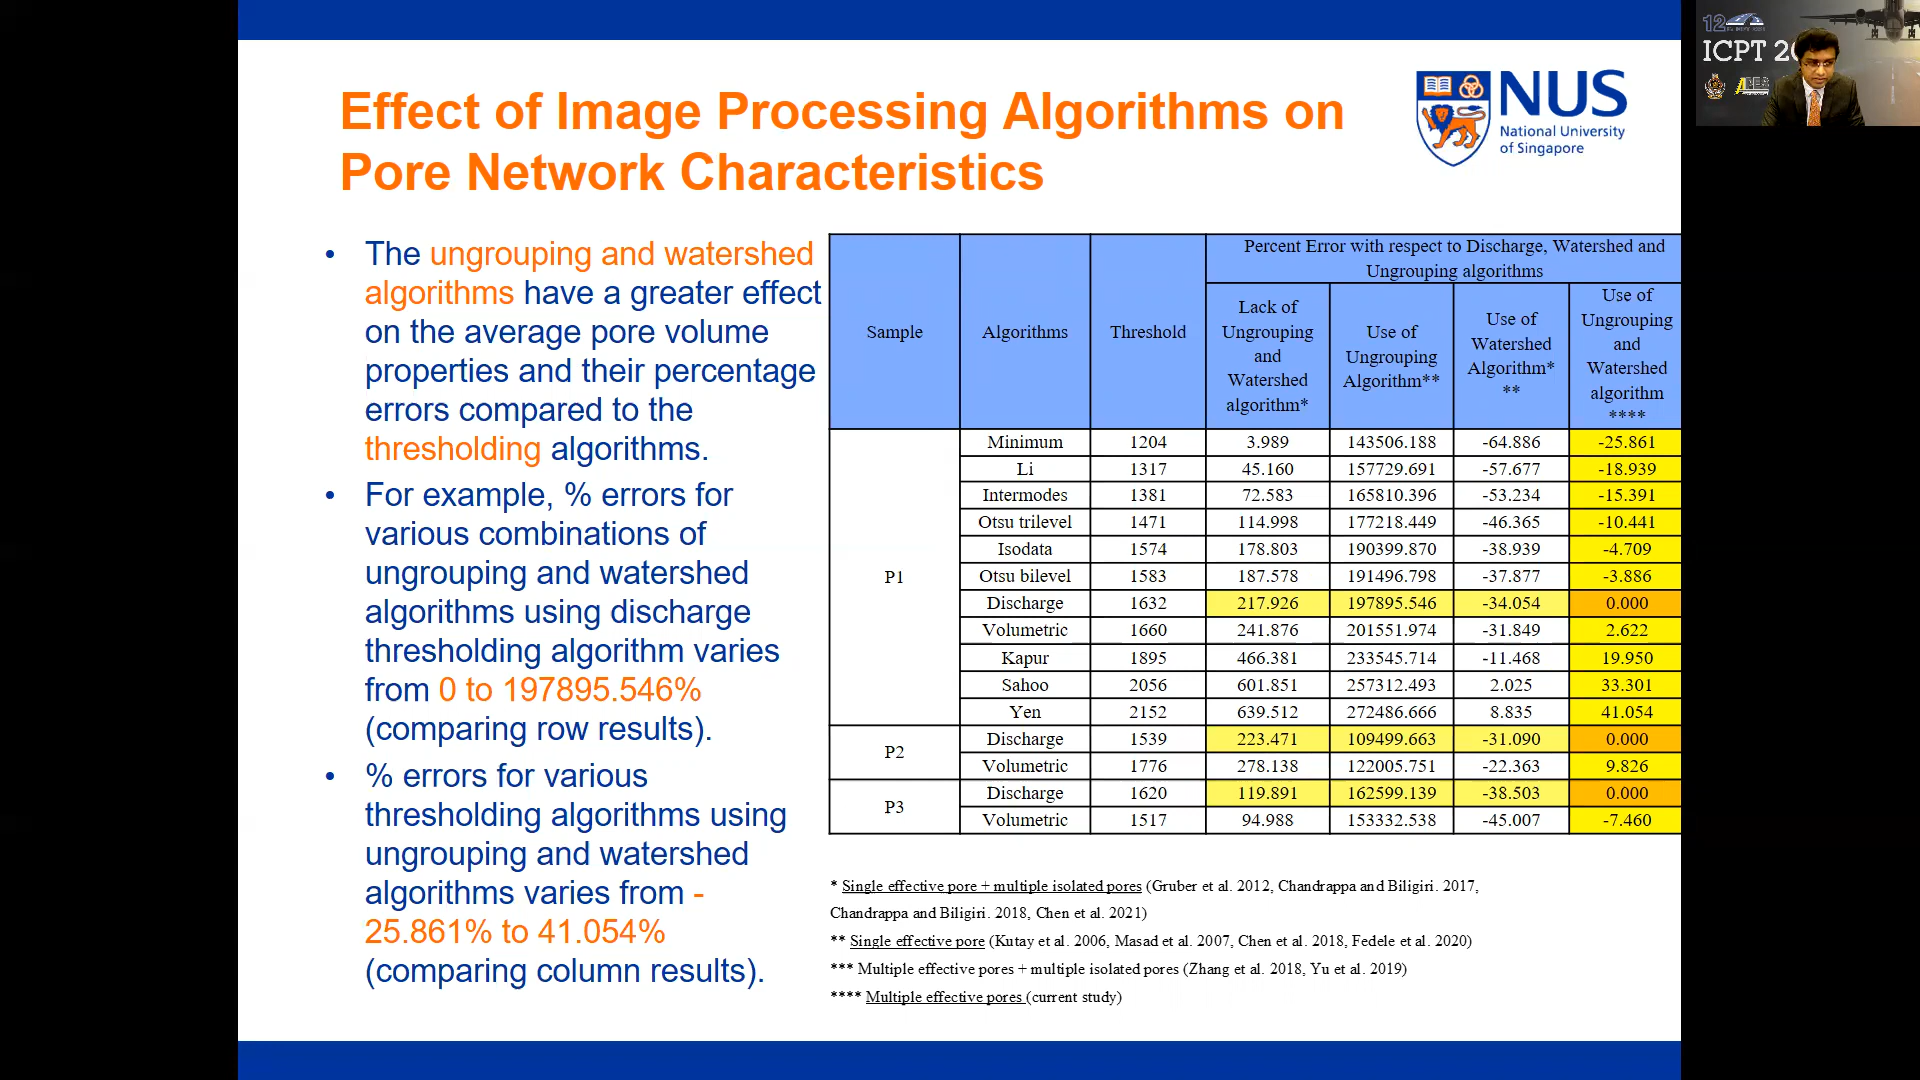 Effect of Image Processing Algorithms on
Pore Network Characteristics
NUS
National University
of Singapore
12
ICPT 20
• The ungrouping and watershed
algorithms have a greater effect
on the average pore volume
properties and their percentage
errors compared to the
thresholding algorithms.
• For example, % errors for
various combinations of
ungrouping and watershed
algorithms using discharge
thresholding algorithm varies
from 0 to 197895.546%
(comparing row results).
• % errors for various
thresholding algorithms using
ungrouping and watershed
algorithms varies from -
25.861% to 41.054%
(comparing column results).
Percent Error with respect to Discharge, Watershed and
Ungrouping algorithms
Sample
Algorithms
Threshold
Lack of
Ungrouping
and
Watershed
algorithm*
Use of
Ungrouping
Algorithm**
Use of
Watershed
Algorithm*
**
Use of
Ungrouping
and
Watershed
algorithm
****
P1
Minimum 1204 3.989 143506.188 -64.886 -25.861
Li 1317 45.160 157729.691 -57.677 -18.939
Intermodes 1381 72.583 165810.396 -53.234 -15.391
Otsu trilevel 1471 114.998 177218.449 -46.365 -10.441
Isodata 1574 178.803 190399.870 -38.939 -4.709
Otsu bilevel 1583 187.578 191496.798 -37.877 -3.886
Discharge 1632 217.926 197895.546 -34.054 0.000
Volumetric 1660 241.876 201551.974 -31.849 2.622
Kapur 1895 466.381 233545.714 -11.468 19.950
Sahoo 2056 601.851 257312.493 2.025 33.301
Yen 2152 639.512 272486.666 8.835 41.054
P2
Discharge 1539 223.471 109499.663 -31.090 0.000
Volumetric 1776 278.138 122005.751 -22.363 9.826
P3
Discharge 1620 119.891 162599.139 -38.503 0.000
Volumetric 1517 94.988 153332.538 -45.007 -7.460
* Single effective pore + multiple isolated pores (Gruber et al. 2012, Chandrappa and Biligiri. 2017,
Chandrappa and Biligiri. 2018, Chen et al. 2021)
** Single effective pore (Kutay et al. 2006, Masad et al. 2007, Chen et al. 2018, Fedele et al. 2020)
*** Multiple effective pores + multiple isolated pores (Zhang et al. 2018, Yu et al. 2019)
**** Multiple effective pores (current study)